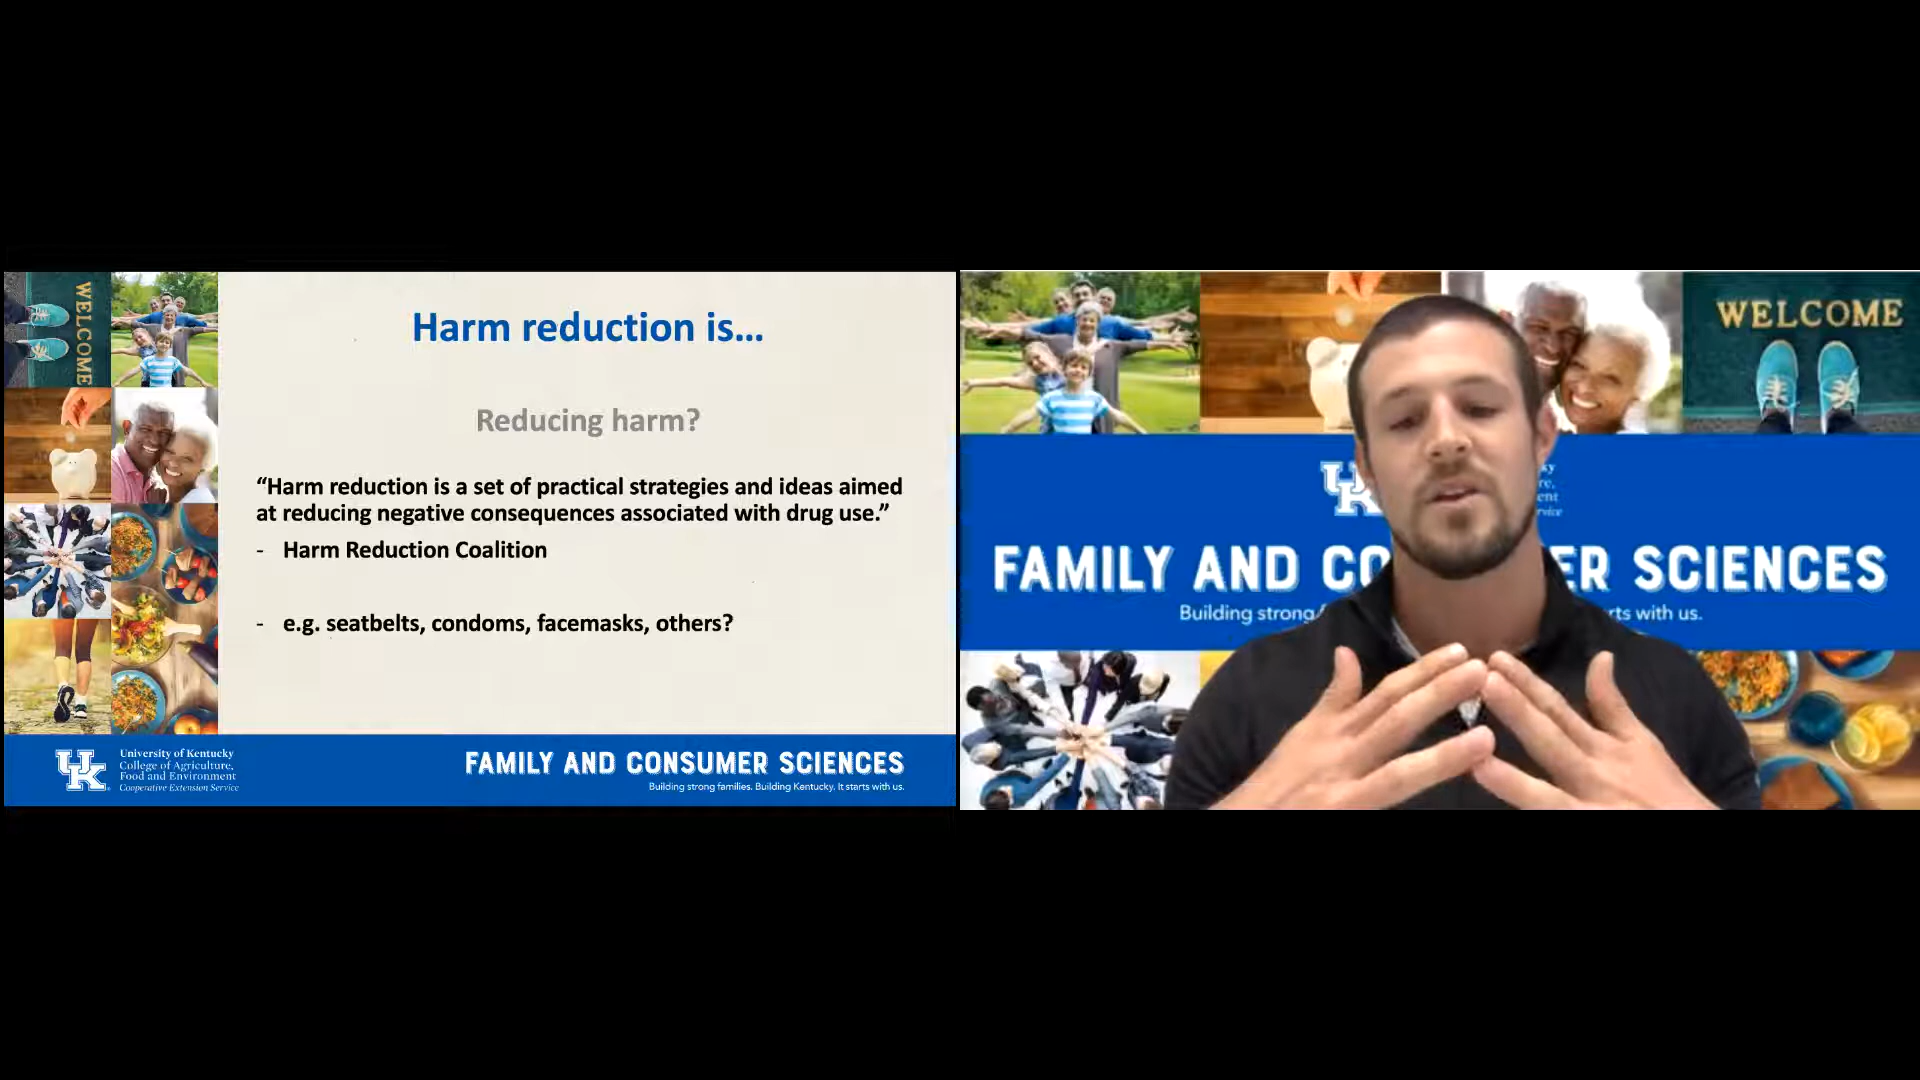 WELCOME
Harm reduction is...
Reducing harm?
“Harm reduction is a set of practical strategies and ideas aimed
at reducing negative consequences associated with drug use.”
- Harm Reduction Coalition
- e.g. seatbelts, condoms, facemasks, others?
UK
University of Kentucky
College of Agriculture,
Food and Environment
Cooperative Extension Service
FAMILY AND CONSUMER SCIENCES
Building strong families. Building Kentucky. It starts with us.
WELCOME
UK
FAMILY AND CO ER SCIENCES
Building strong rts with us.